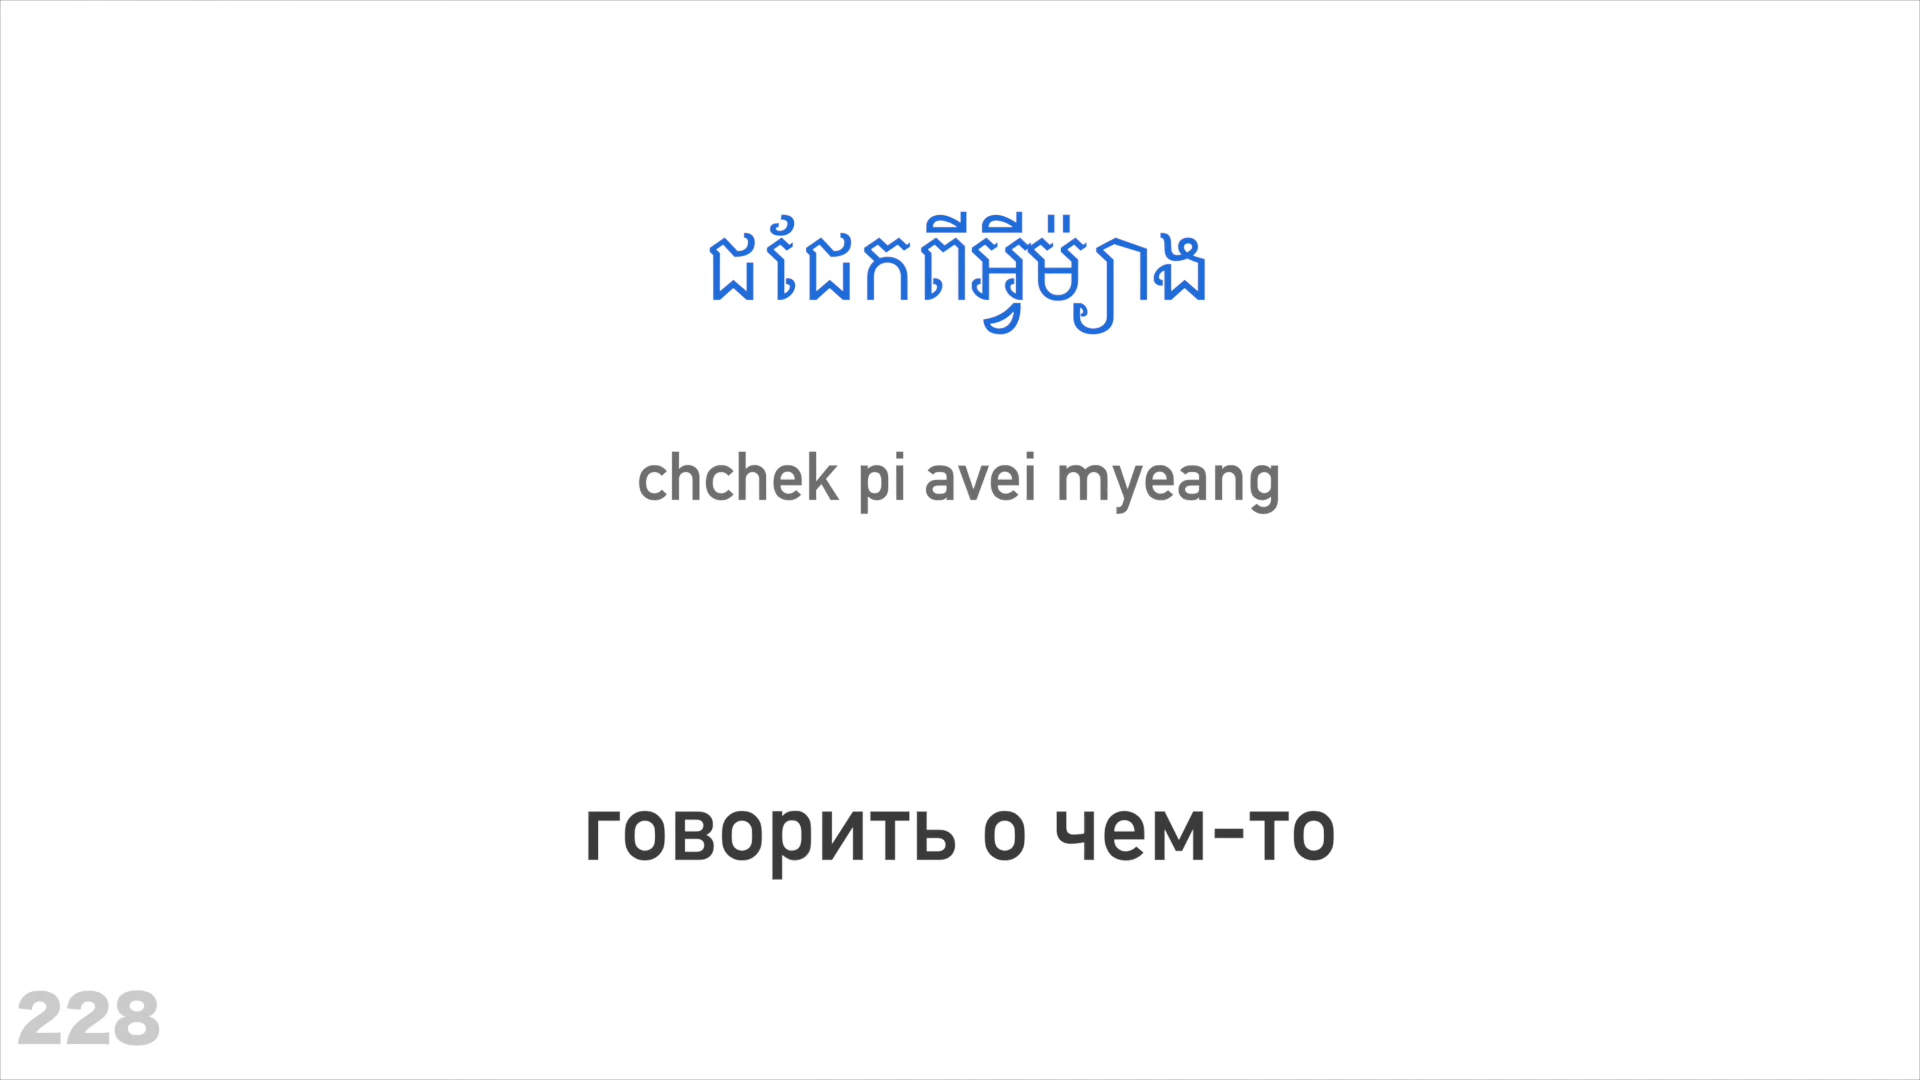 ជជែកពីអ្វីម៉្យាង
chchek pi avei myeang
говорить о чем-то
228